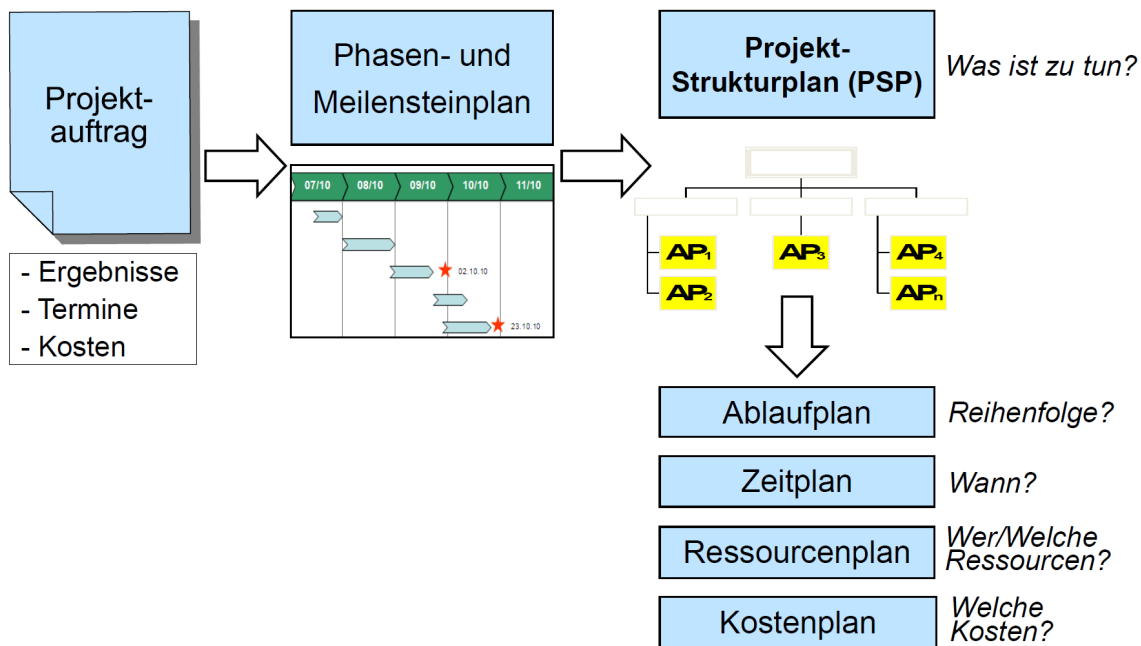 Projekt-
auftrag
- Ergebnisse
- Termine
- Kosten
Phasen- und
Meilensteinplan
07/10 08/10 09/10 10/10 11/10
02.10.10
23.10.10
Projekt-
Strukturplan (PSP)
Was ist zu tun?
AP1 AP3 AP4
AP2 APn
Ablaufplan
Reihenfolge?
Zeitplan
Wann?
Ressourcenplan
Wer/Welche
Ressourcen?
Kostenplan
Welche
Kosten?